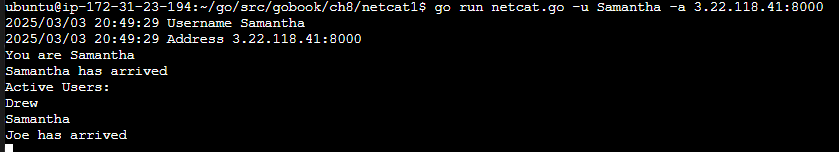 ubuntu@ip-172-31-23-194:~/go/src/gobook/ch8/netcat1$ go run netcat.go -u Samantha -a 3.22.118.41:8000
2025/03/03 20:49:29 Username Samantha
2025/03/03 20:49:29 Address 3.22.118.41:8000
You are Samantha
Samantha has arrived
Active Users:
Drew
Samantha
Joe has arrived